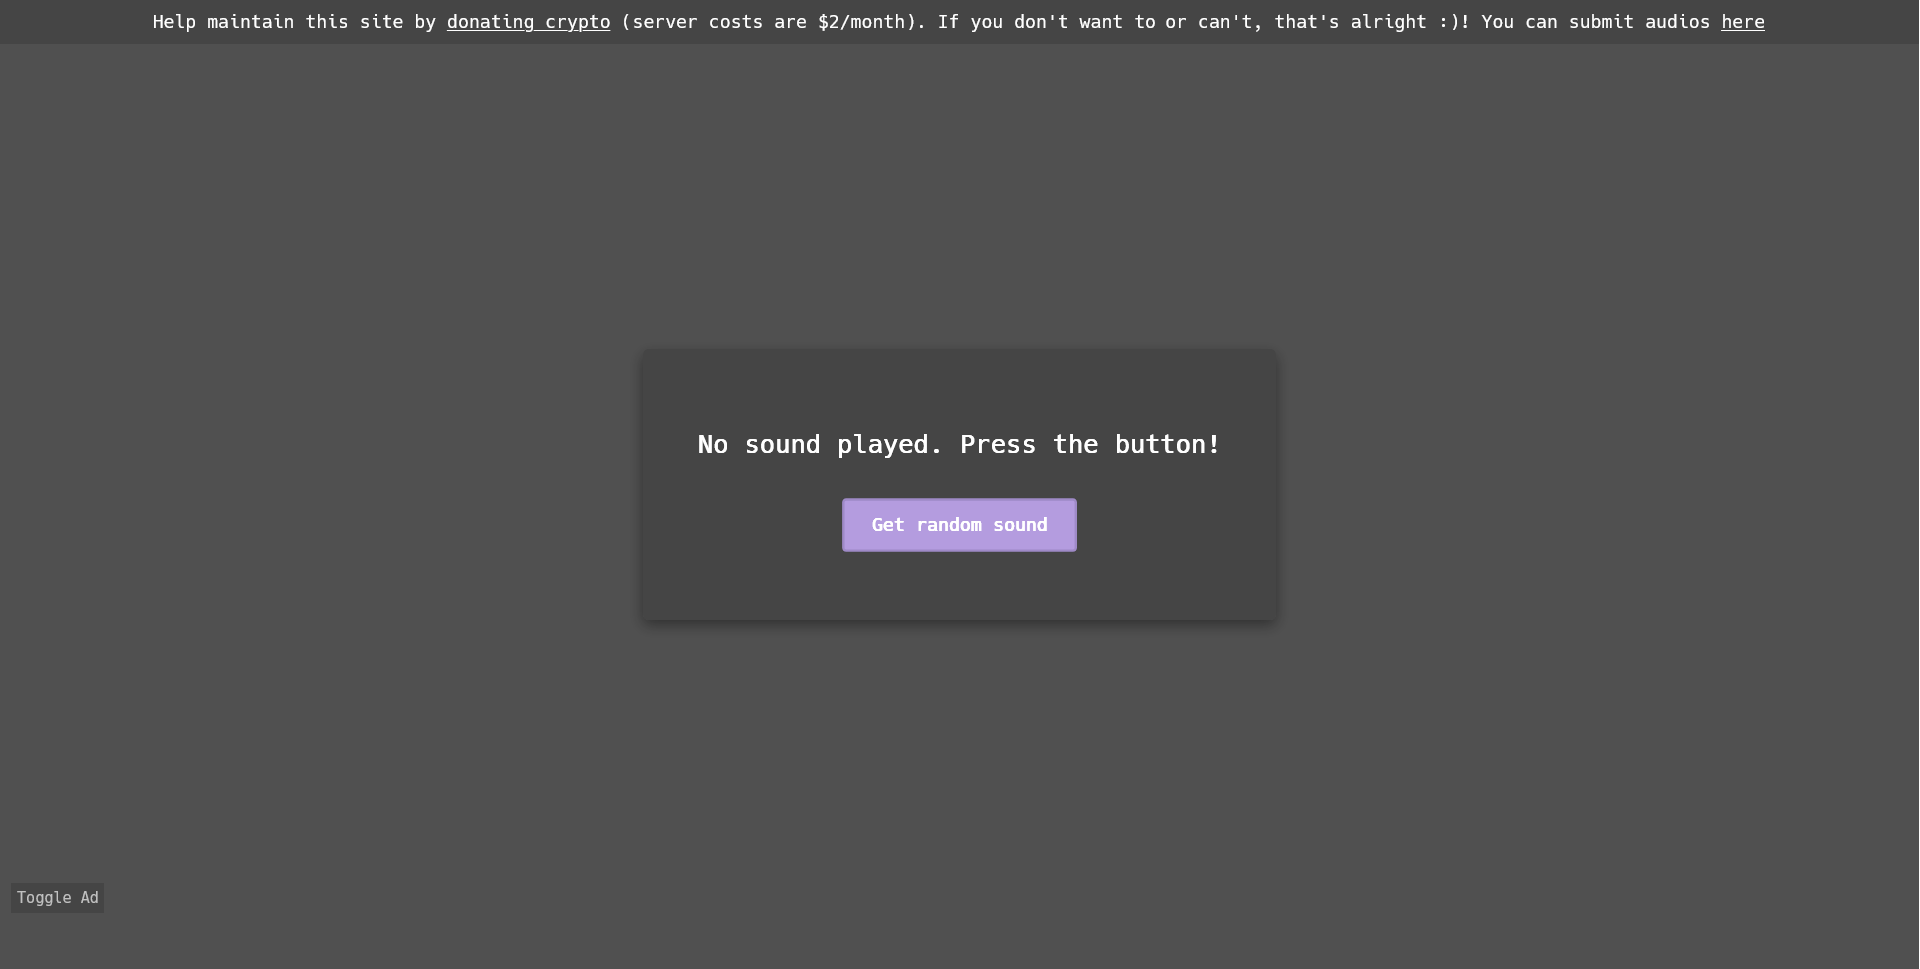 Help maintain this site by donating crypto (server costs are $2/month). If you don't want to or can't, that's alright :)! You can submit audios here
No sound played. Press the button!
Get random sound
Toggle Ad